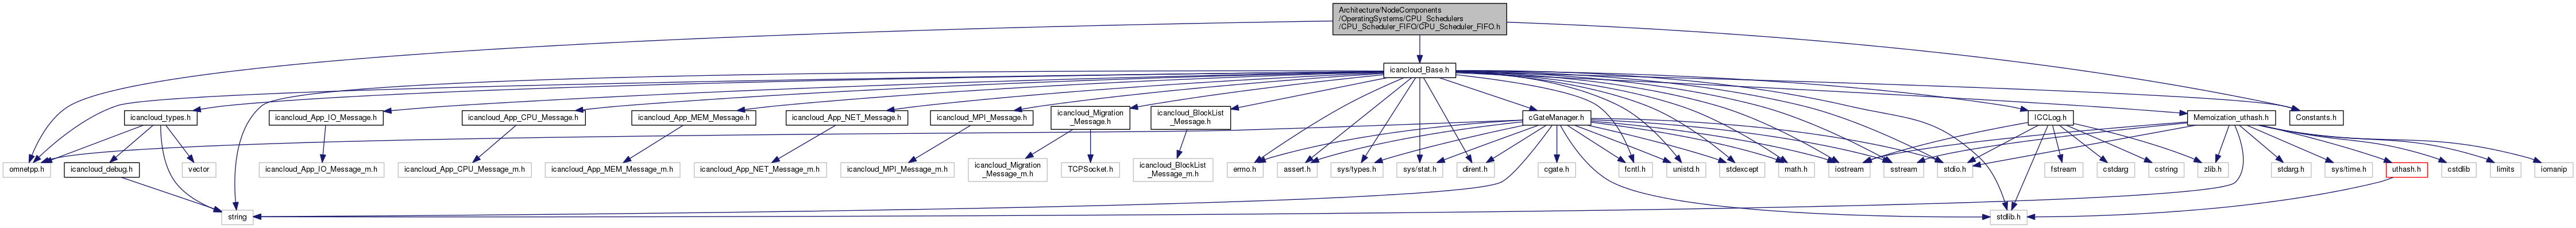 Architecture/NodeComponents
/OperatingSystems/CPU_Schedulers
/CPU_Scheduler_FIFO/CPU_Scheduler_FIFO.h
icancloud_Base.h
icancloud_types.h
icancloud_App_IO_Message.h
icancloud_App_CPU_Message.h
icancloud_App_MEM_Message.h
icancloud_App_NET_Message.h
icancloud_MPI_Message.h
icancloud_Migration
_Message.h
icancloud_BlockList
_Message.h
cGateManager.h
ICCLog.h
Memoization_uthash.h
Constants.h
omnetpp.h
icancloud_debug.h
vector
icancloud_App_IO_Message_m.h
icancloud_App_CPU_Message_m.h
icancloud_App_MEM_Message_m.h
icancloud_App_NET_Message_m.h
icancloud_MPI_Message_m.h
icancloud_Migration
_Message_m.h
TCPSocket.h
icancloud_BlockList
_Message_m.h
errno.h
assert.h
sys/types.h
sys/stat.h
dirent.h
cgate.h
fcntl.h
unistd.h
stdexcept
math.h
iostream
sstream
stdio.h
fstream
cstdarg
cstring
zlib.h
stdarg.h
sys/time.h
uthash.h
cstdlib
limits
iomanip
string
stdlib.h